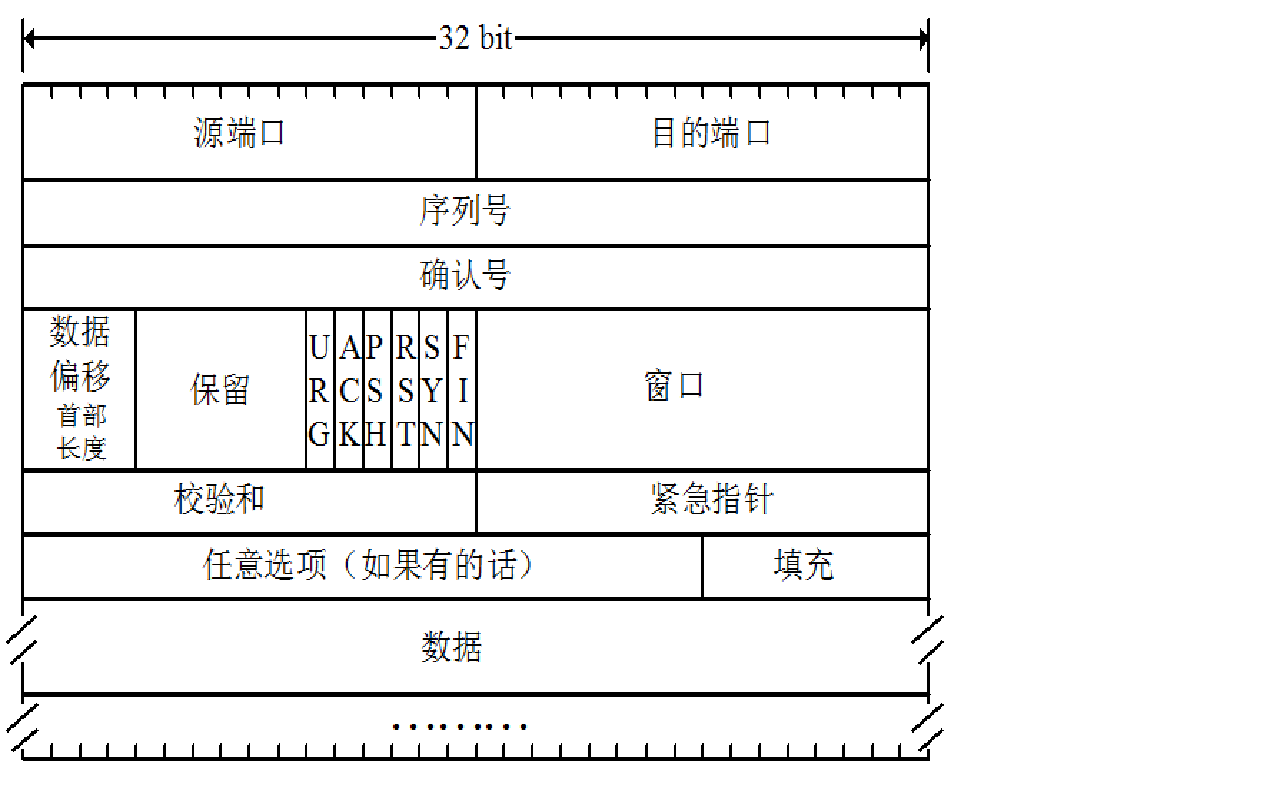 32 bit
源端口 目的端口
序列号
确认号
数据
偏移
首部
长度
保留
URG
ACK
PSH
RST
SYN
FIN
窗口
校验和 紧急指针
任意选项（如果有的话） 填充
数据
………